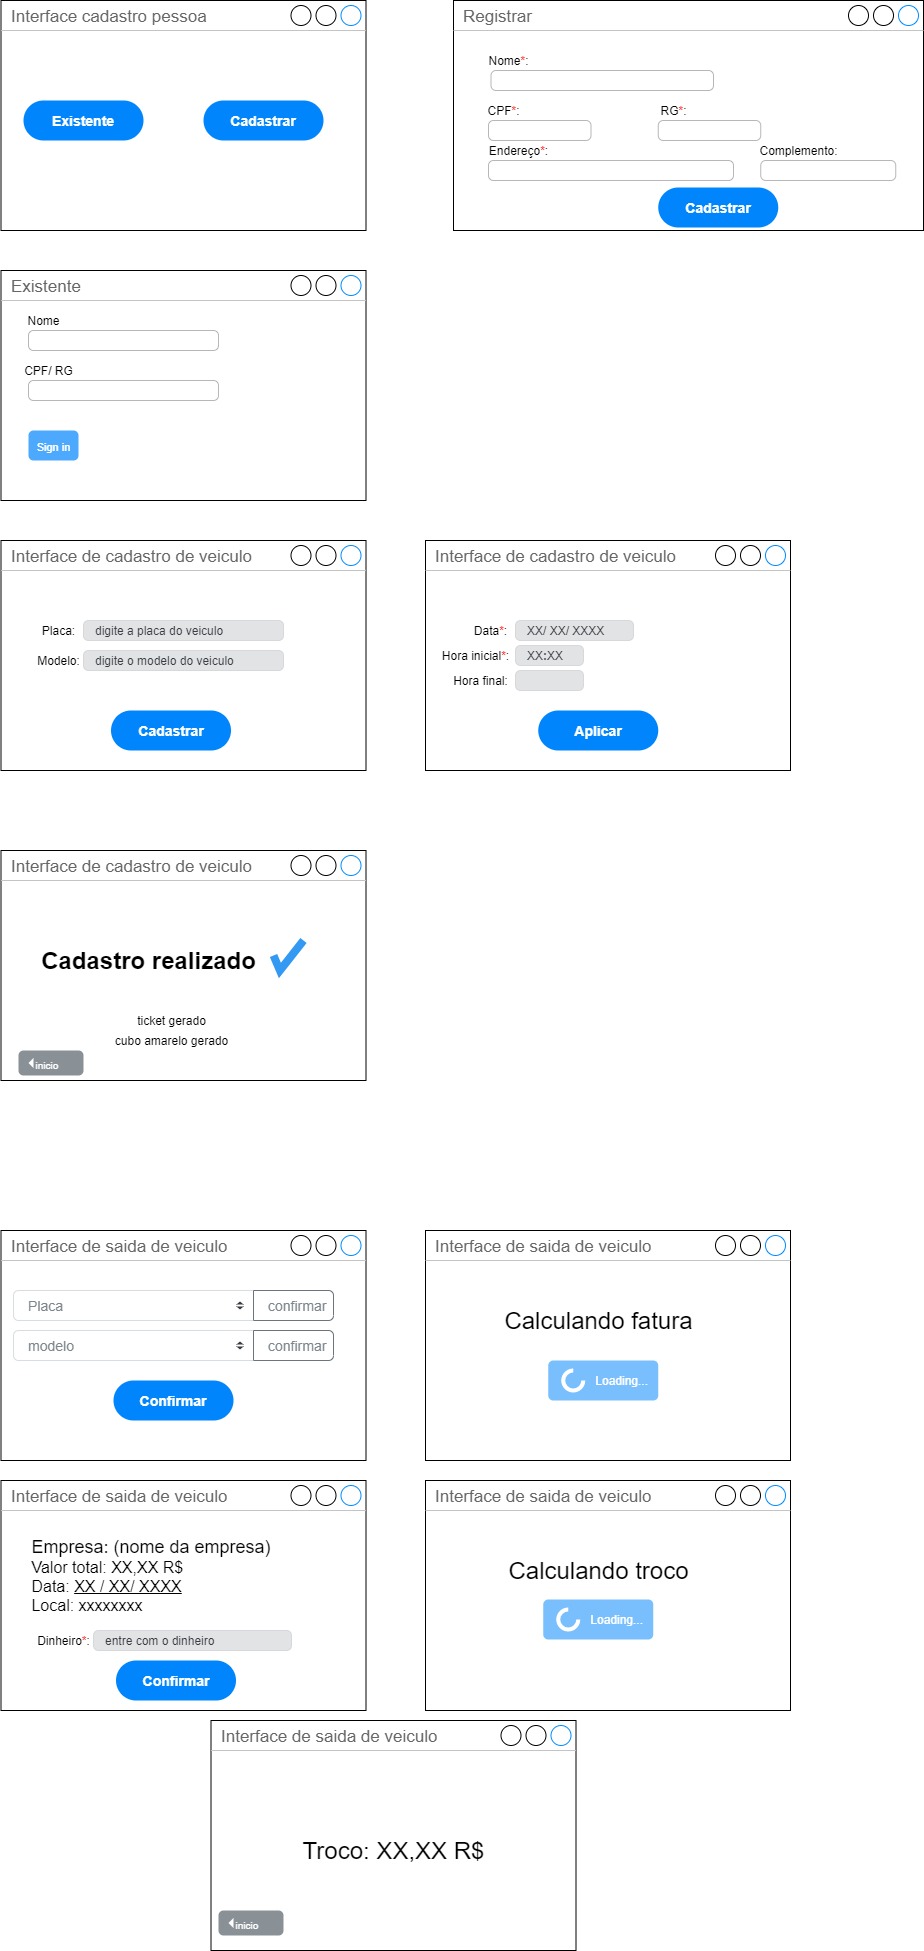 Interface cadastro pessoa
Existente
Cadastrar
Registrar
Nome*:
CPF*:
RG*:
Endereço*:
Complemento:
Cadastrar
Existente
Nome
CPF/ RG
Sign in
Interface de cadastro de veiculo
Placa: digite a placa do veiculo
Modelo: digite o modelo do veiculo
Cadastrar
Interface de cadastro de veiculo
Data*: XX/ XX/ XXXX
Hora inicial*: XX:XX
Hora final:
Aplicar
Interface de cadastro de veiculo
Cadastro realizado
ticket gerado
cubo amarelo gerado
inicio
Interface de saida de veiculo
Placa confirmar
modelo confirmar
Confirmar
Interface de saida de veiculo
Calculando fatura
Loading...
Interface de saida de veiculo
Empresa: (nome da empresa)
Valor total: XX,XX R$
Data: XX / XX/ XXXX
Local: xxxxxxxx
Dinheiro*: entre com o dinheiro
Confirmar
Interface de saida de veiculo
Calculando troco
Loading...
Interface de saida de veiculo
Troco: XX,XX R$
inicio